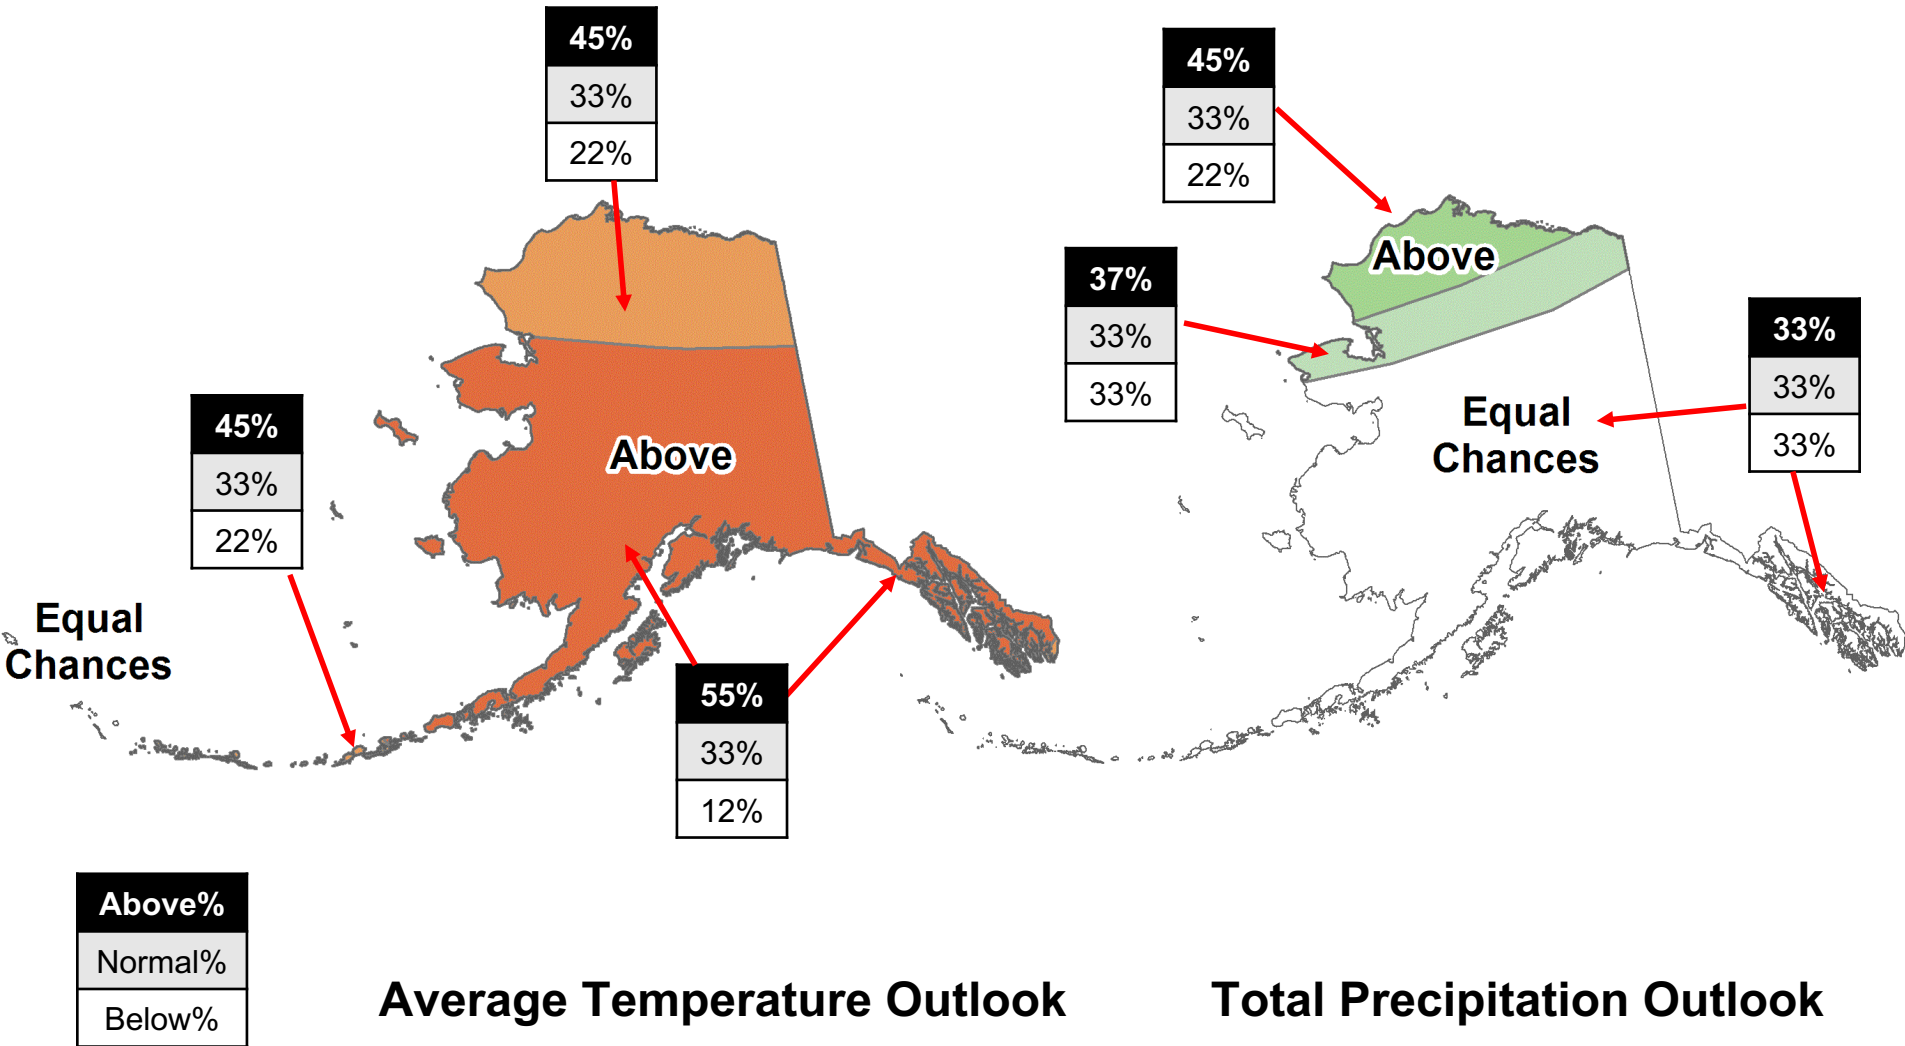 45%
33%
22%
45%
33%
22%
Above
37%
33%
33%
33%
33%
33%
Equal
Chances
45%
33%
22%
Above
Equal
Chances
55%
33%
12%
Above%
Normal%
Below%
Average Temperature Outlook
Total Precipitation Outlook